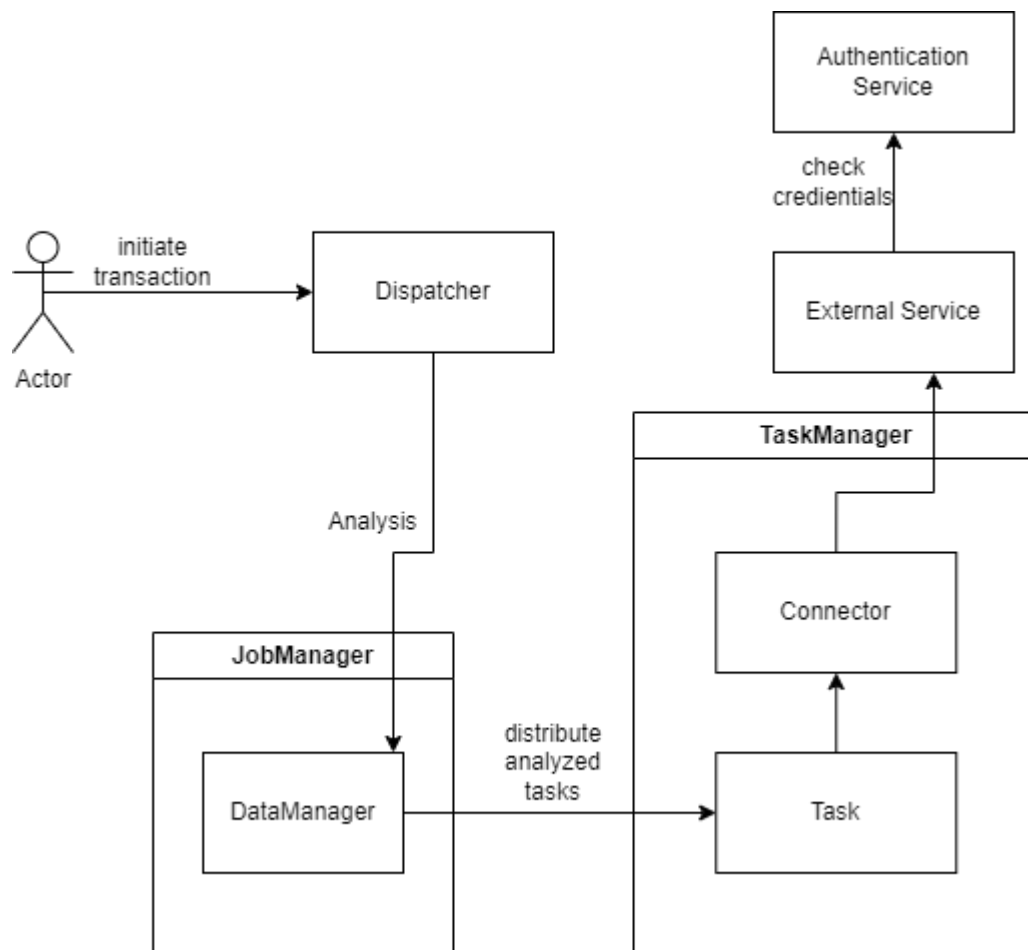 Authentication
Service
check
credientials
initiate
transaction
Dispatcher
External Service
Actor
TaskManager
Analysis
Connector
JobManager
distribute
analyzed
tasks
DataManager
Task